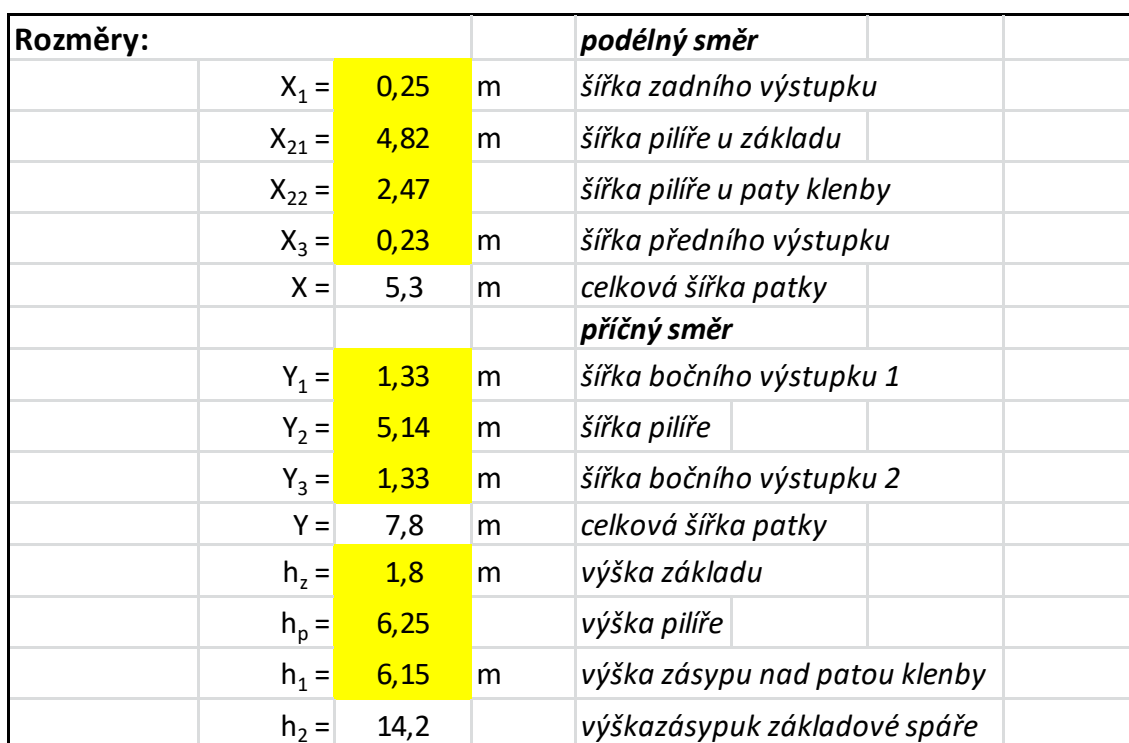 Rozměry: podélný směr
X1 = 0,25 m šířka zadního výstupku
X21 = 4,82 m šířka pilíře u základu
X22 = 2,47 šířka pilíře u paty klenby
X3 = 0,23 m šířka předního výstupku
X = 5,3 m celková šířka patky
příčný směr
Y1 = 1,33 m šířka bočního výstupku 1
Y2 = 5,14 m šířka pilíře
Y3 = 1,33 m šířka bočního výstupku 2
Y = 7,8 m celková šířka patky
hz = 1,8 m výška základu
hp = 6,25 výška pilíře
h1 = 6,15 m výška zásypu nad patou klenby
h2 = 14,2 výškazásypuk základové spáře